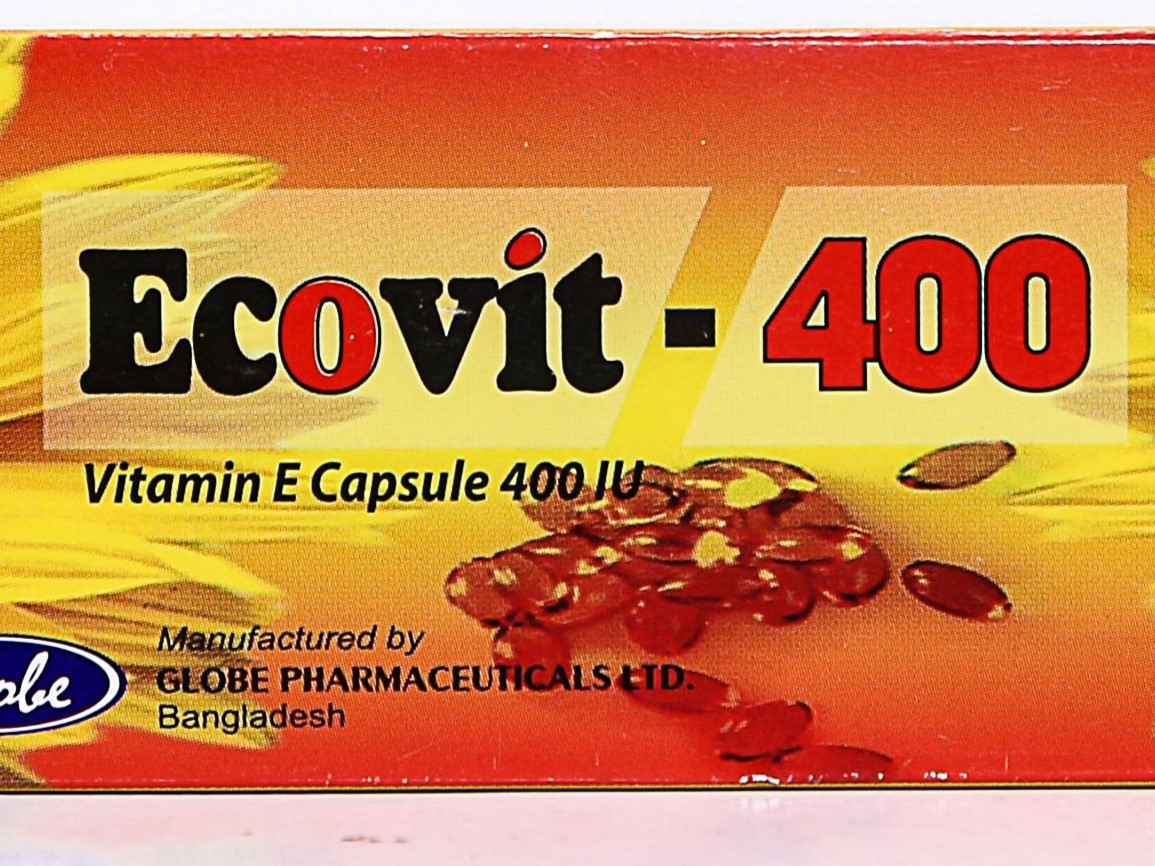 Ecovit - 400
Vitamin E Capsule 400 IU
Manufactured by
GLOBE PHARMACEUTICALS LTD.
Bangladesh